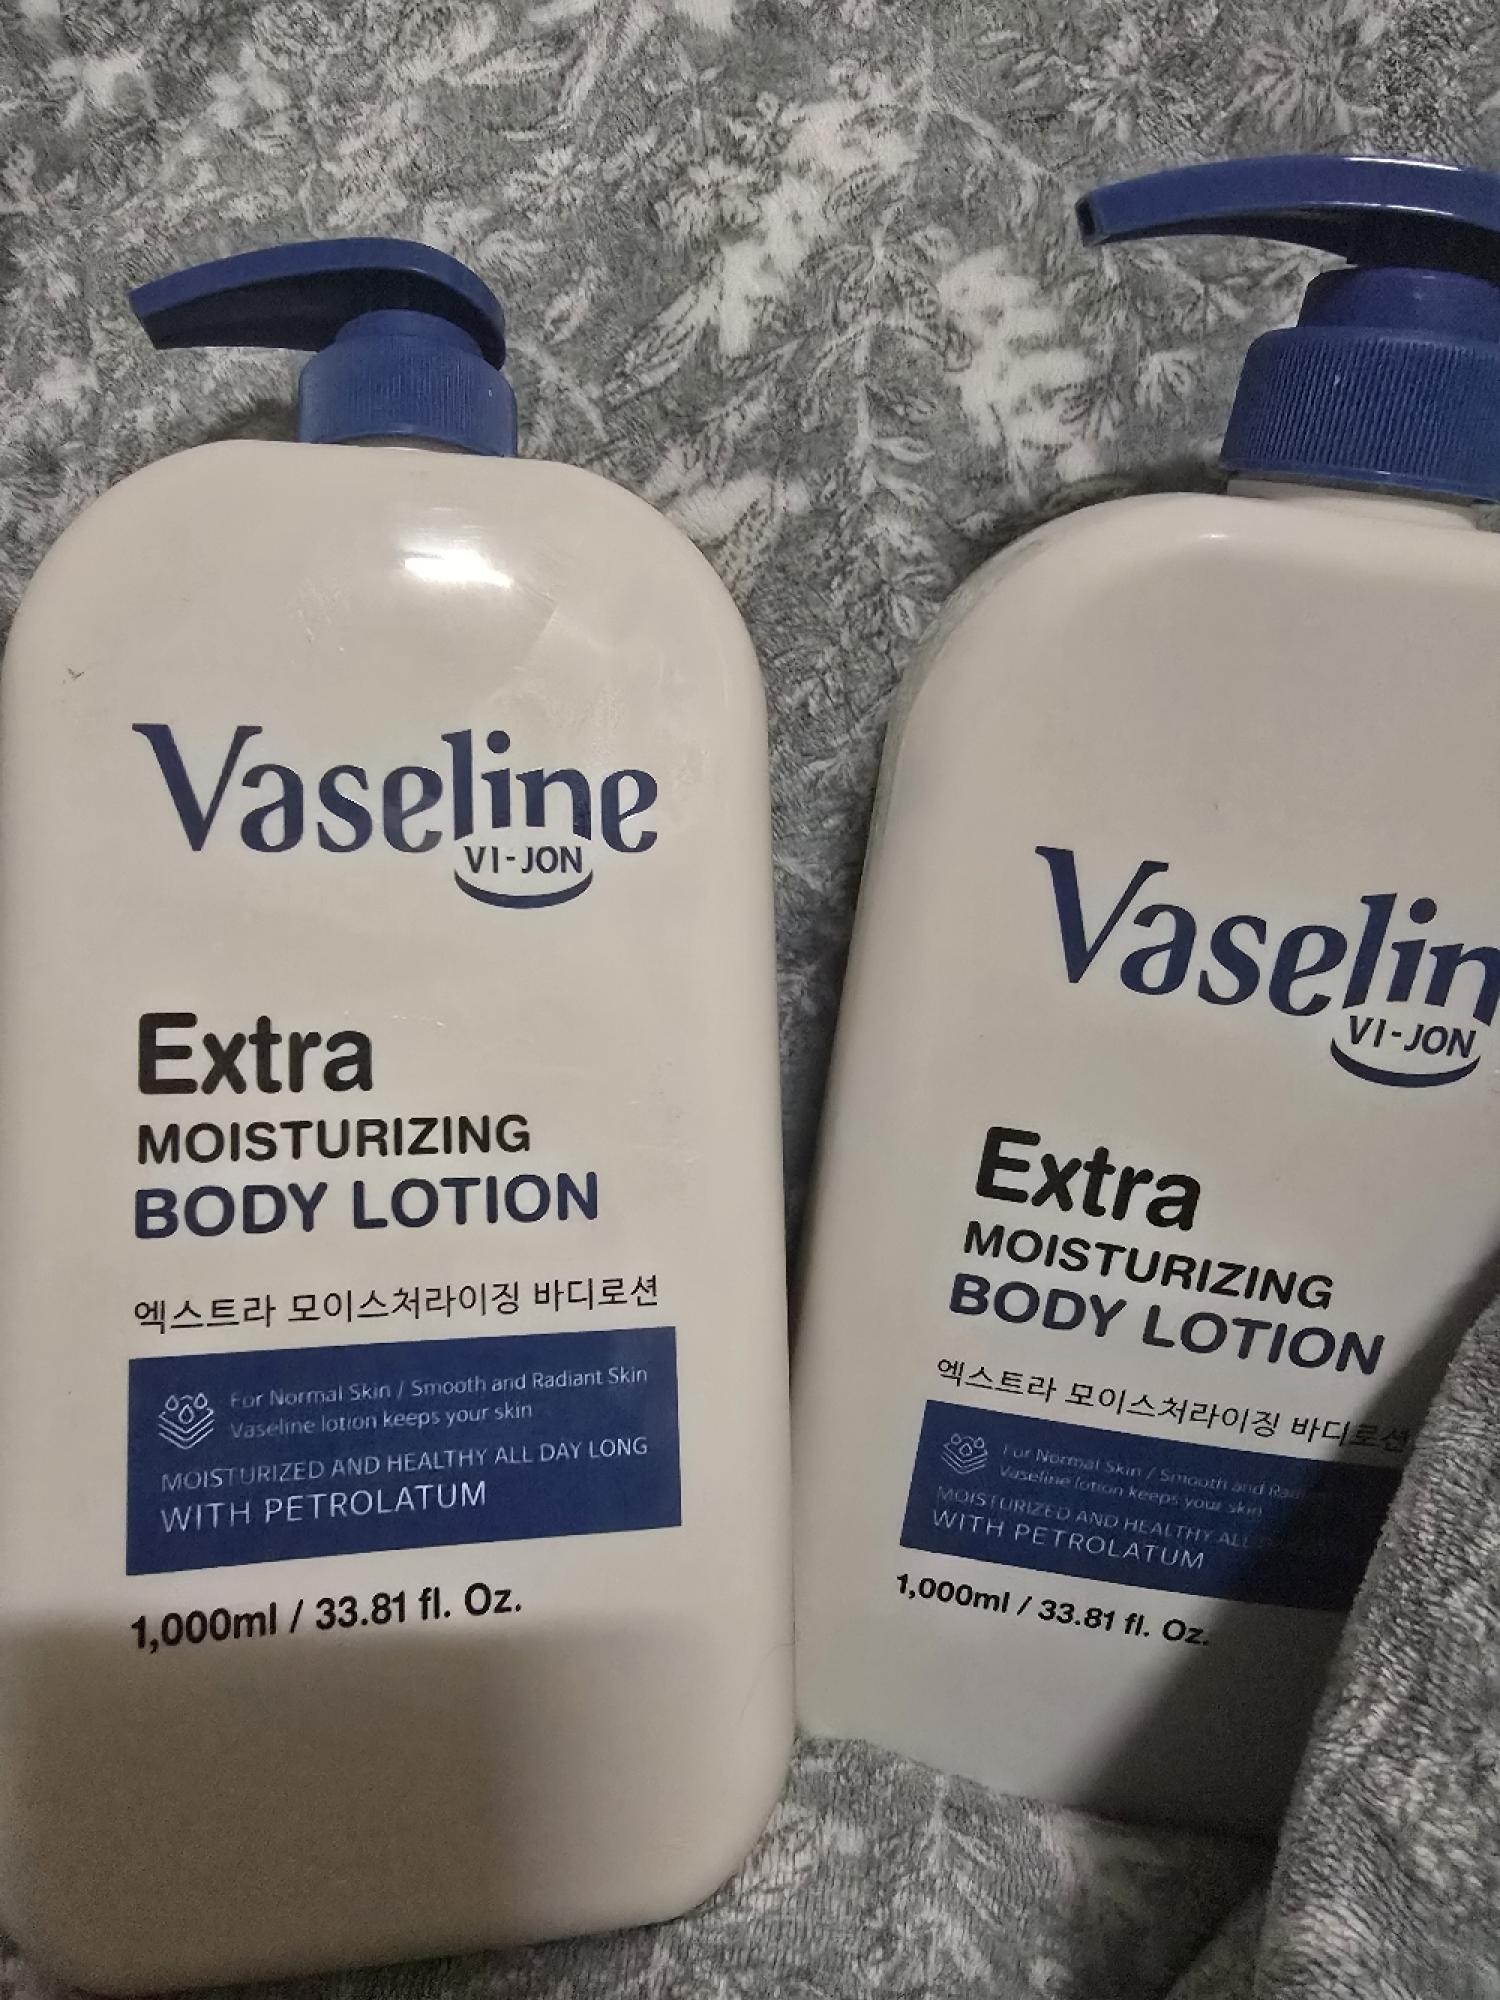 Vaseline
VI-JON
Extra
MOISTURIZING
BODY LOTION
엑스트라 모이스처라이징 바디로션
For Normal Skin / Smooth and Radiant Skin
Vaseline lotion keeps your skin
MOISTURIZED AND HEALTHY ALL DAY LONG
WITH PETROLATUM
1,000ml / 33.81 fl. Oz.
Vaselin
VI-JON
Extra
MOISTURIZING
BODY LOTION
엑스트라 모이스처라이징 바디로션
For Normal Skin / Smooth and
Vaseline lotion keeps your skin
MOISTURIZED AND HEALTHY ALL
WITH PETROLATUM
1,000ml / 33.81 fl. Oz.